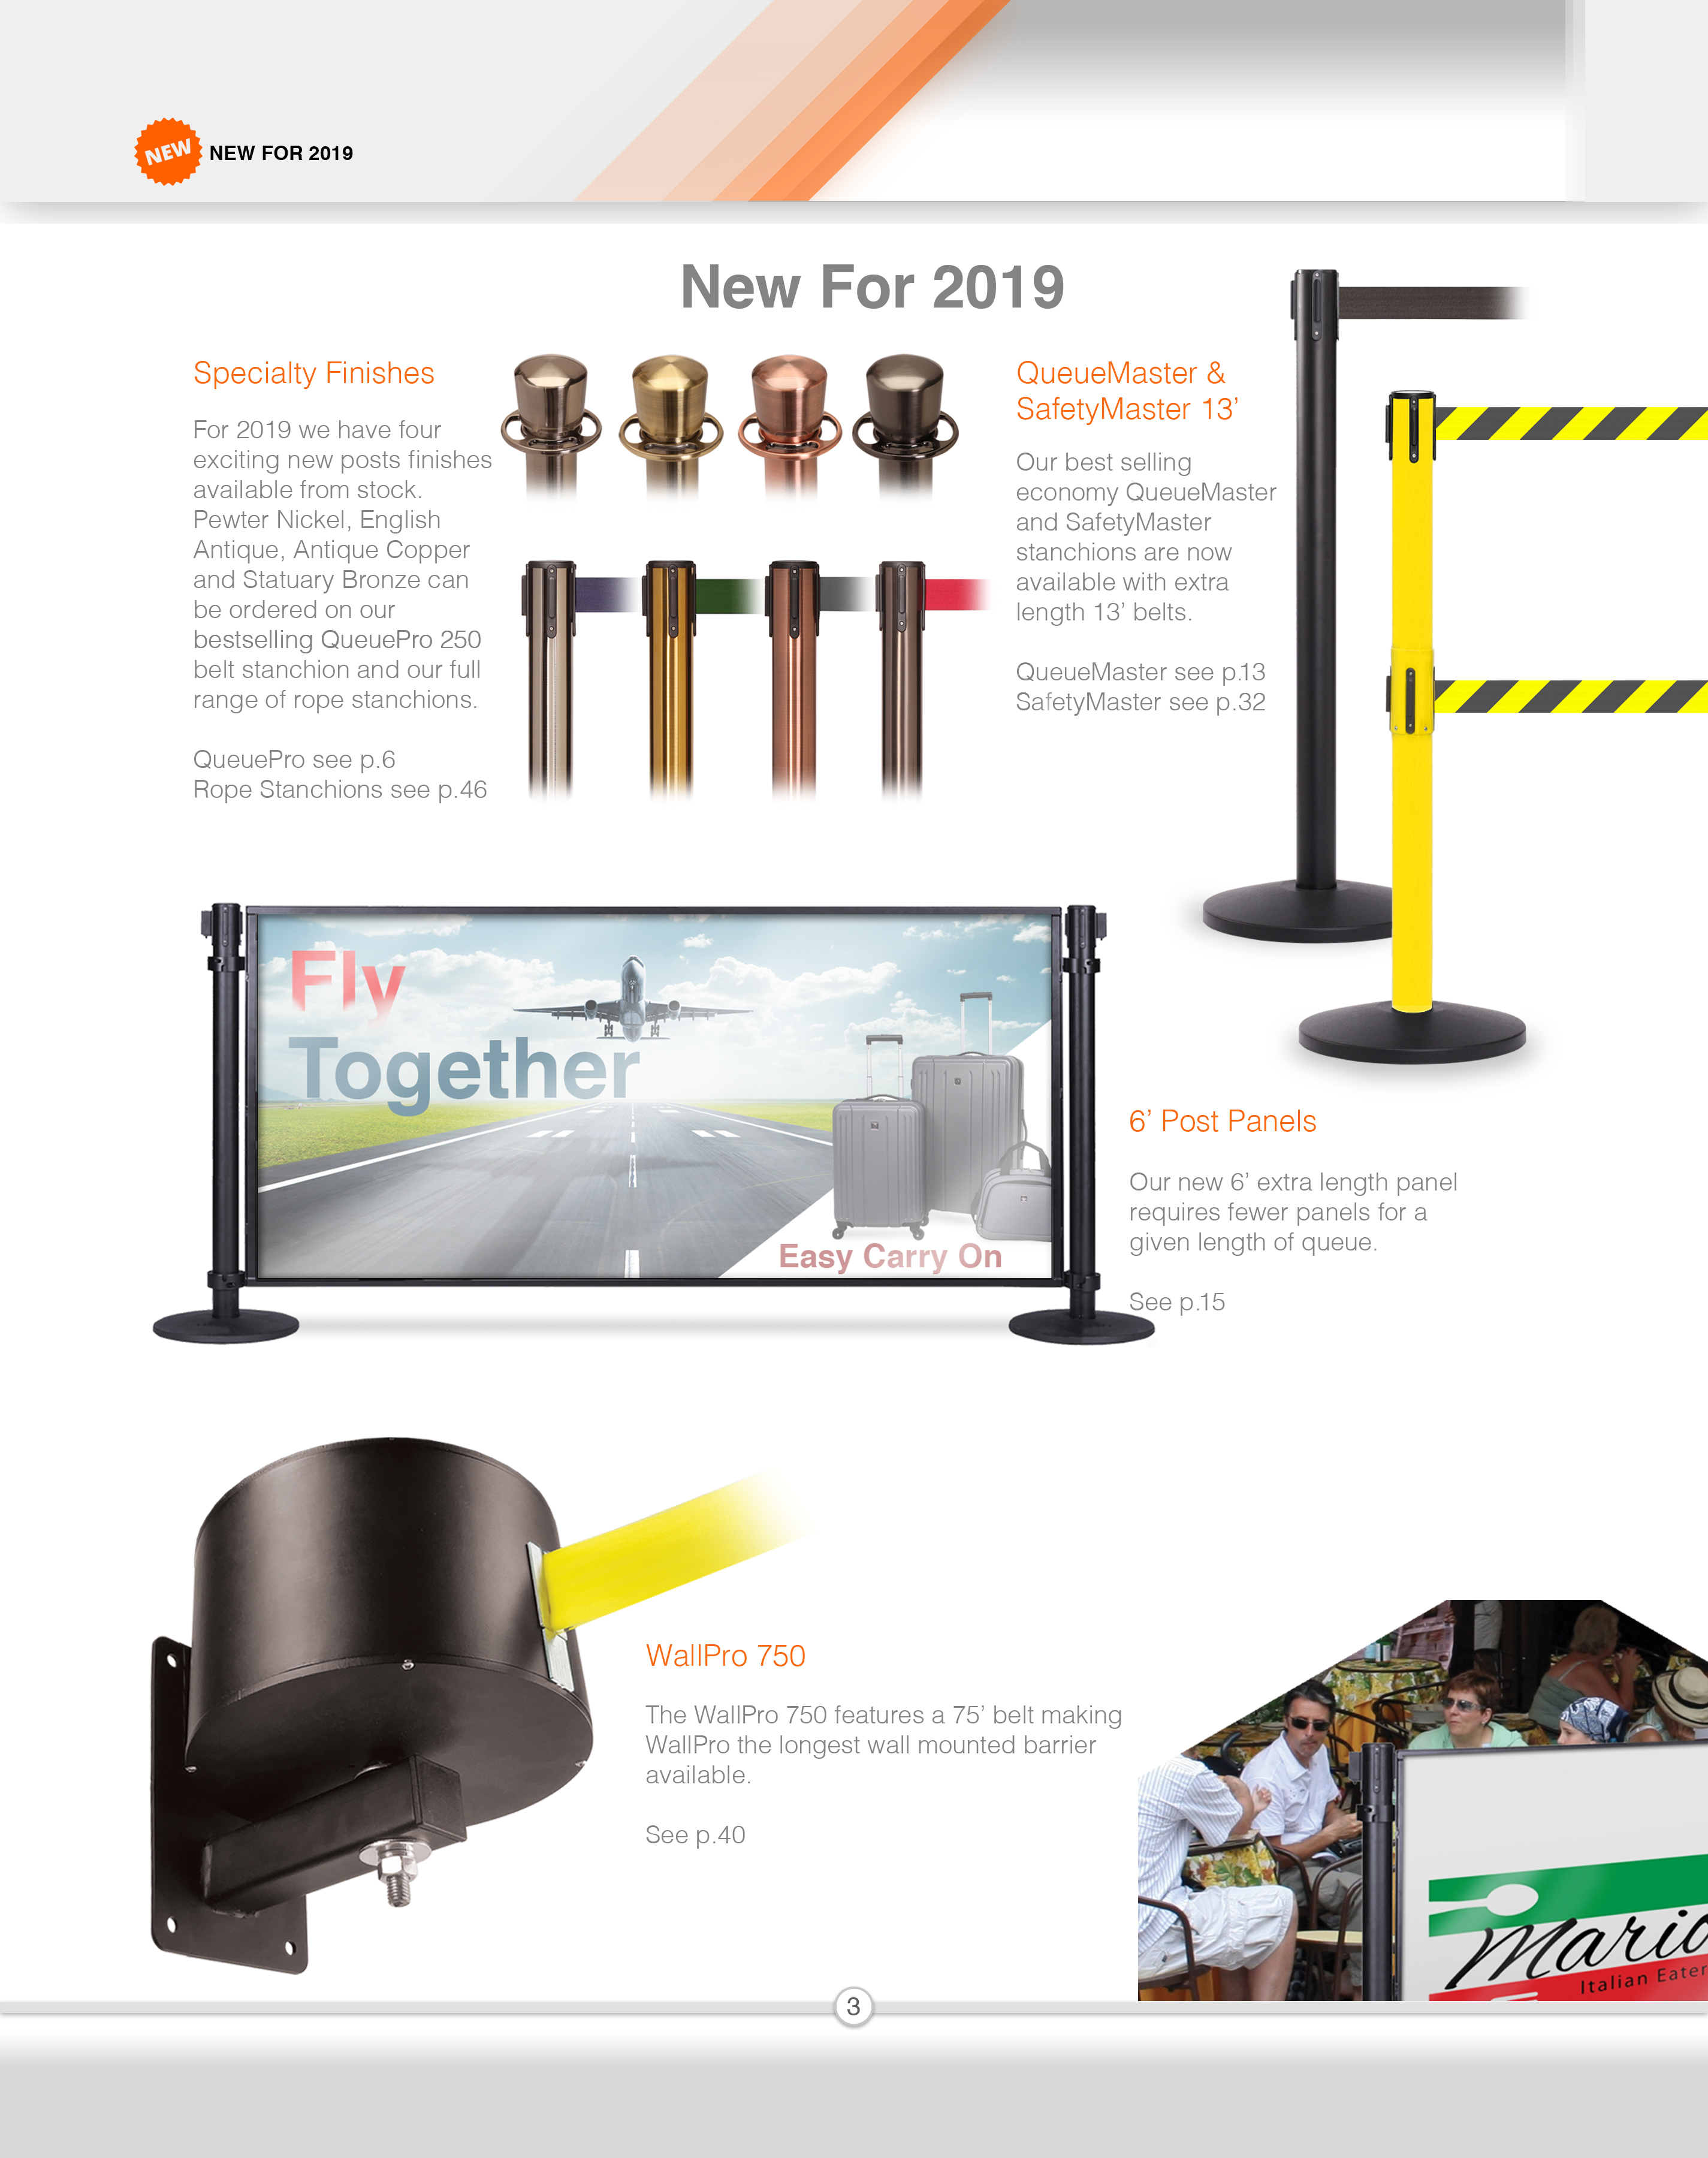 NEW
NEW FOR 2019
New For 2019
Specialty Finishes
For 2019 we have four
exciting new posts finishes
available from stock.
Pewter Nickel, English
Antique, Antique Copper
and Statuary Bronze can
be ordered on our
bestselling QueuePro 250
belt stanchion and our full
range of rope stanchions.
QueuePro see p.6
Rope Stanchions see p.46
QueueMaster &
SafetyMaster 13’
Our best selling
economy QueueMaster
and SafetyMaster
stanchions are now
available with extra
length 13’ belts.
QueueMaster see p.13
SafetyMaster see p.32
Fly
Together
Easy Carry On
6’ Post Panels
Our new 6’ extra length panel
requires fewer panels for a
given length of queue.
See p.15
WallPro 750
The WallPro 750 features a 75’ belt making
WallPro the longest wall mounted barrier
available.
See p.40
Mario
Italian Eater
3